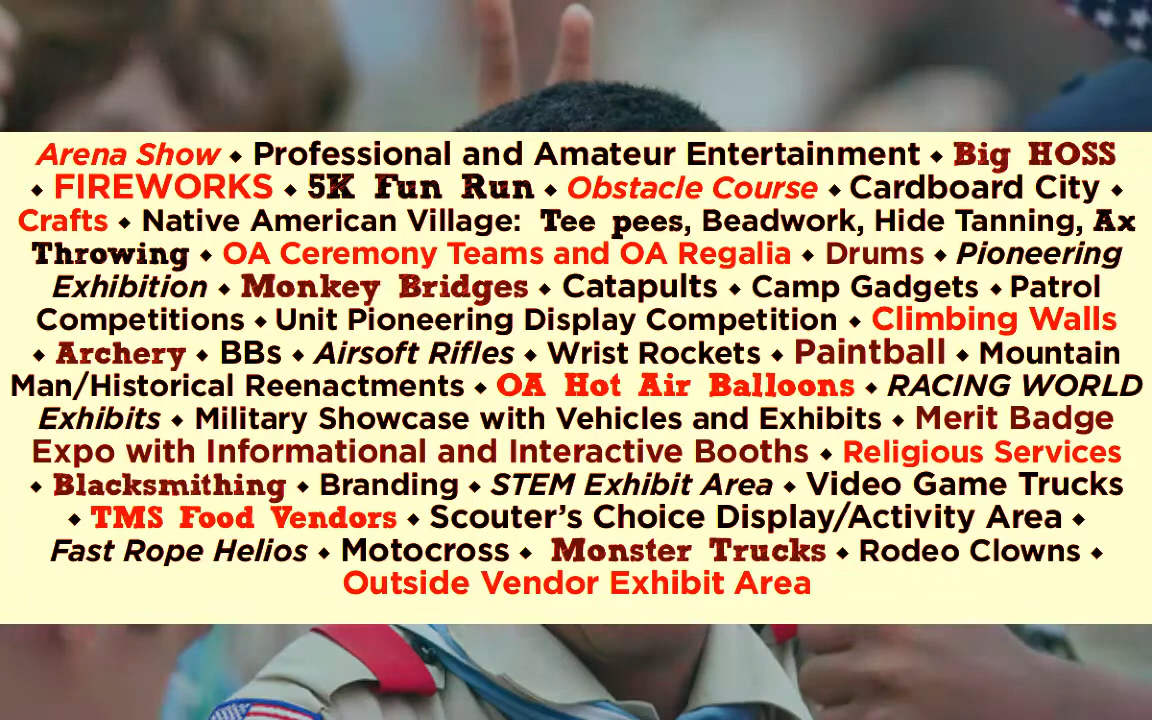 Arena Show ⬥ Professional and Amateur Entertainment ⬥ Big HOSS
⬥ FIREWORKS ⬥ 5K Fun Run ⬥ Obstacle Course ⬥ Cardboard City ⬥
Crafts ⬥ Native American Village: Tee pees, Beadwork, Hide Tanning, Ax
Throwing ⬥ OA Ceremony Teams and OA Regalia ⬥ Drums ⬥ Pioneering
Exhibition ⬥ Monkey Bridges ⬥ Catapults ⬥ Camp Gadgets ⬥ Patrol
Competitions ⬥ Unit Pioneering Display Competition ⬥ Climbing Walls
⬥ Archery ⬥ BBs ⬥ Airsoft Rifles ⬥ Wrist Rockets ⬥ Paintball ⬥ Mountain
Man/Historical Reenactments ⬥ OA Hot Air Balloons ⬥ RACING WORLD
Exhibits ⬥ Military Showcase with Vehicles and Exhibits ⬥ Merit Badge
Expo with Informational and Interactive Booths ⬥ Religious Services
⬥ Blacksmithing ⬥ Branding ⬥ STEM Exhibit Area ⬥ Video Game Trucks
⬥ TMS Food Vendors ⬥ Scouter's Choice Display/Activity Area ⬥
Fast Rope Helios ⬥ Motocross ⬥ Monster Trucks ⬥ Rodeo Clowns ⬥
Outside Vendor Exhibit Area